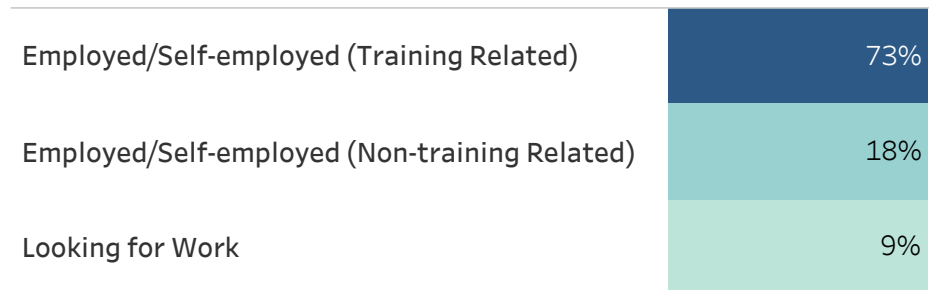 Employed/Self-employed (Training Related) 73%
Employed/Self-employed (Non-training Related) 18%
Looking for Work 9%